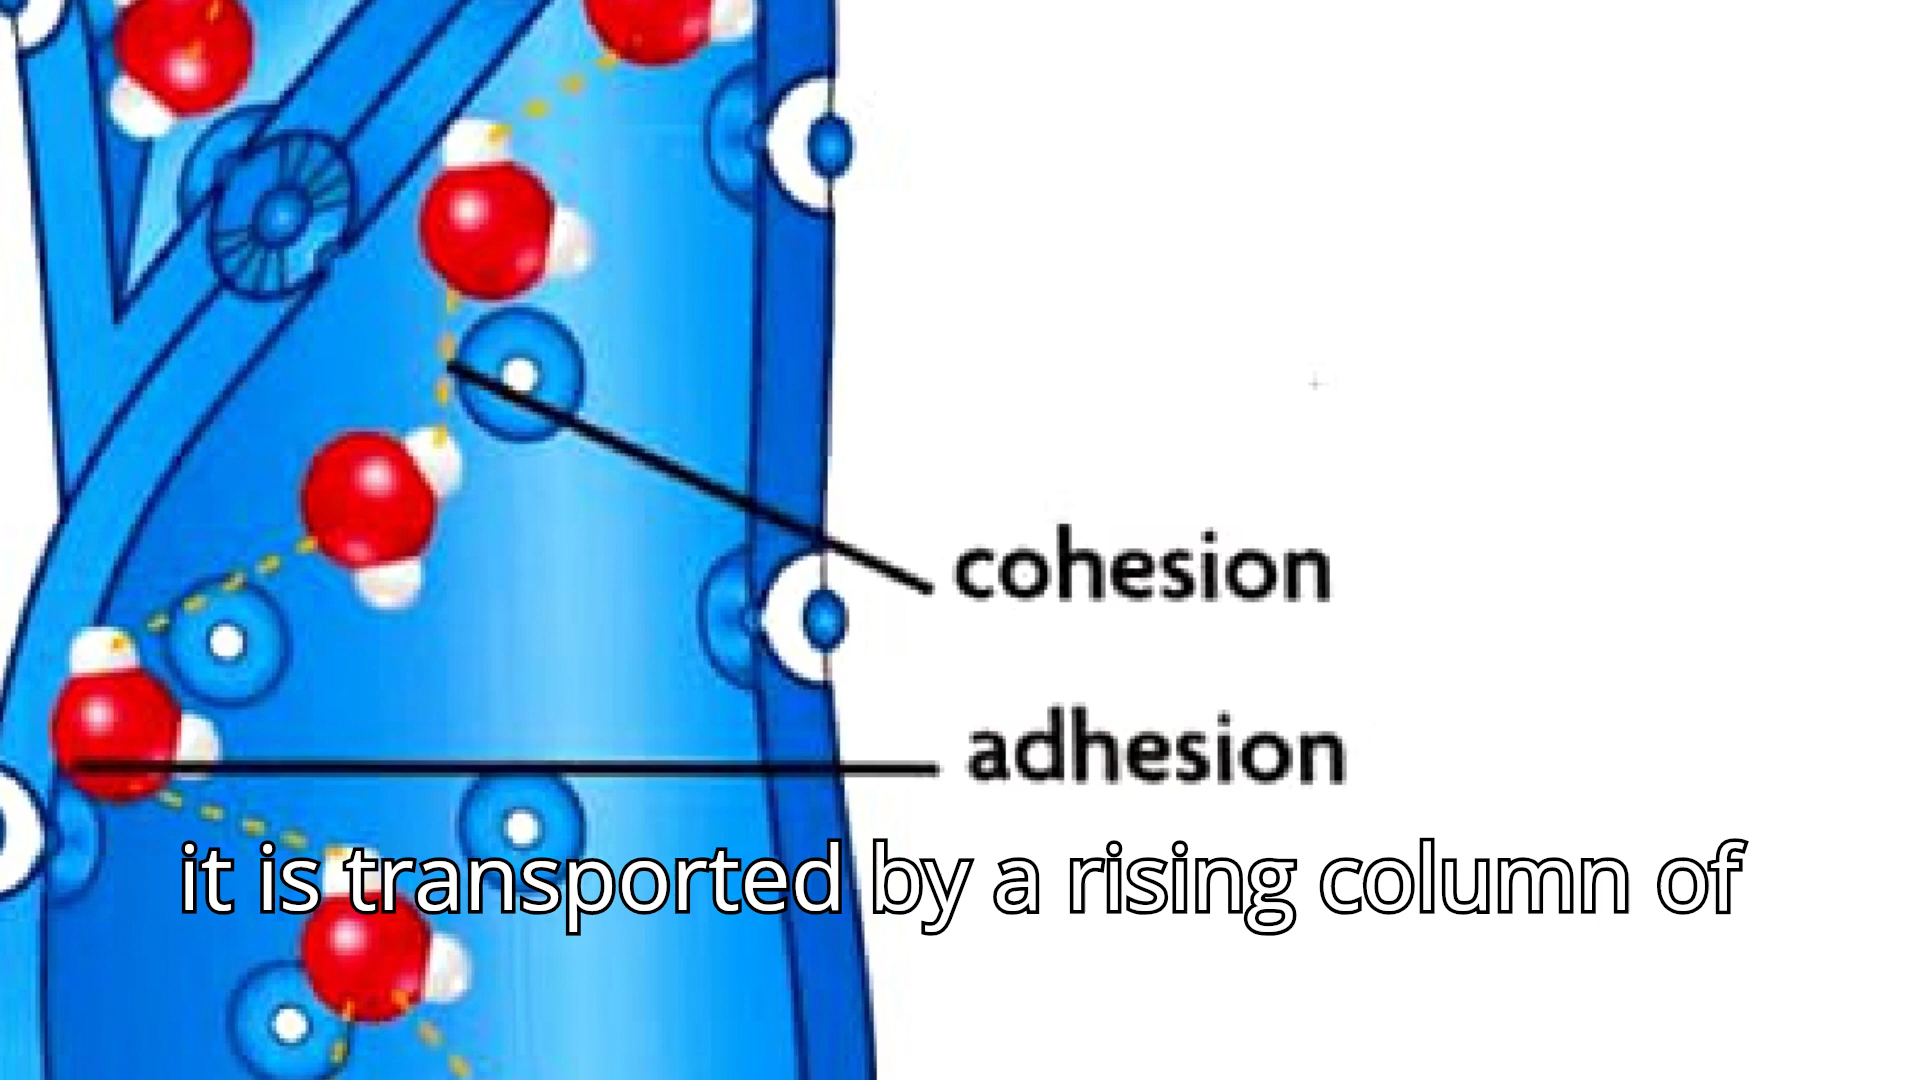 cohesion
adhesion
it is transported by a rising column of